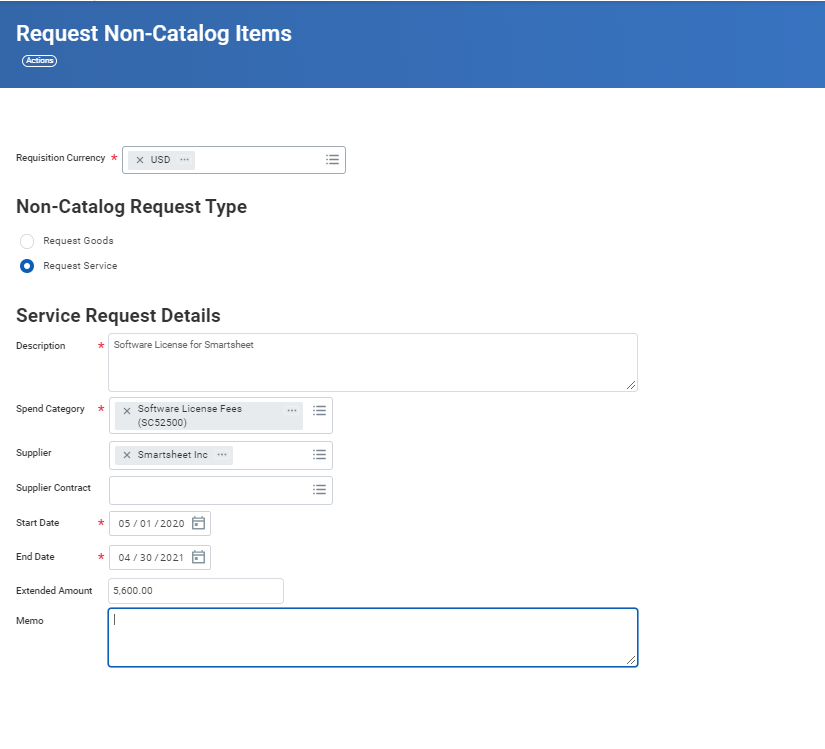 Request Non-Catalog Items
Actions
Requisition Currency *
× USD ···
Non-Catalog Request Type
Request Goods
Request Service
Service Request Details
Description * Software License for Smartsheet
Spend Category * × Software License Fees ···
(SC52500)
Supplier × Smartsheet Inc ···
Supplier Contract
Start Date * 05 / 01 / 2020
End Date * 04 / 30 / 2021
Extended Amount 5,600.00
Memo